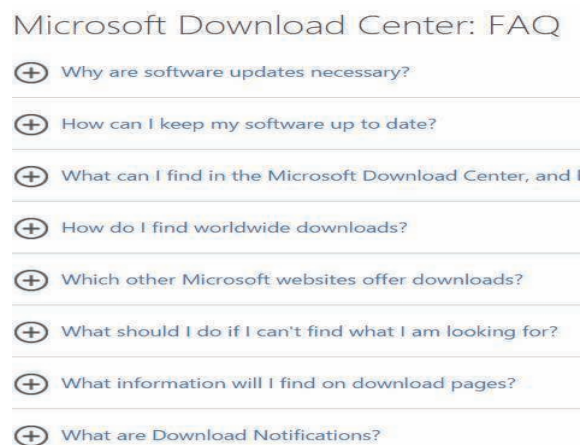 Microsoft Download Center: FAQ
Why are software updates necessary?
How can I keep my software up to date?
What can I find in the Microsoft Download Center, and
How do I find worldwide downloads?
Which other Microsoft websites offer downloads?
What should I do if I can't find what I am looking for?
What information will I find on download pages?
What are Download Notifications?